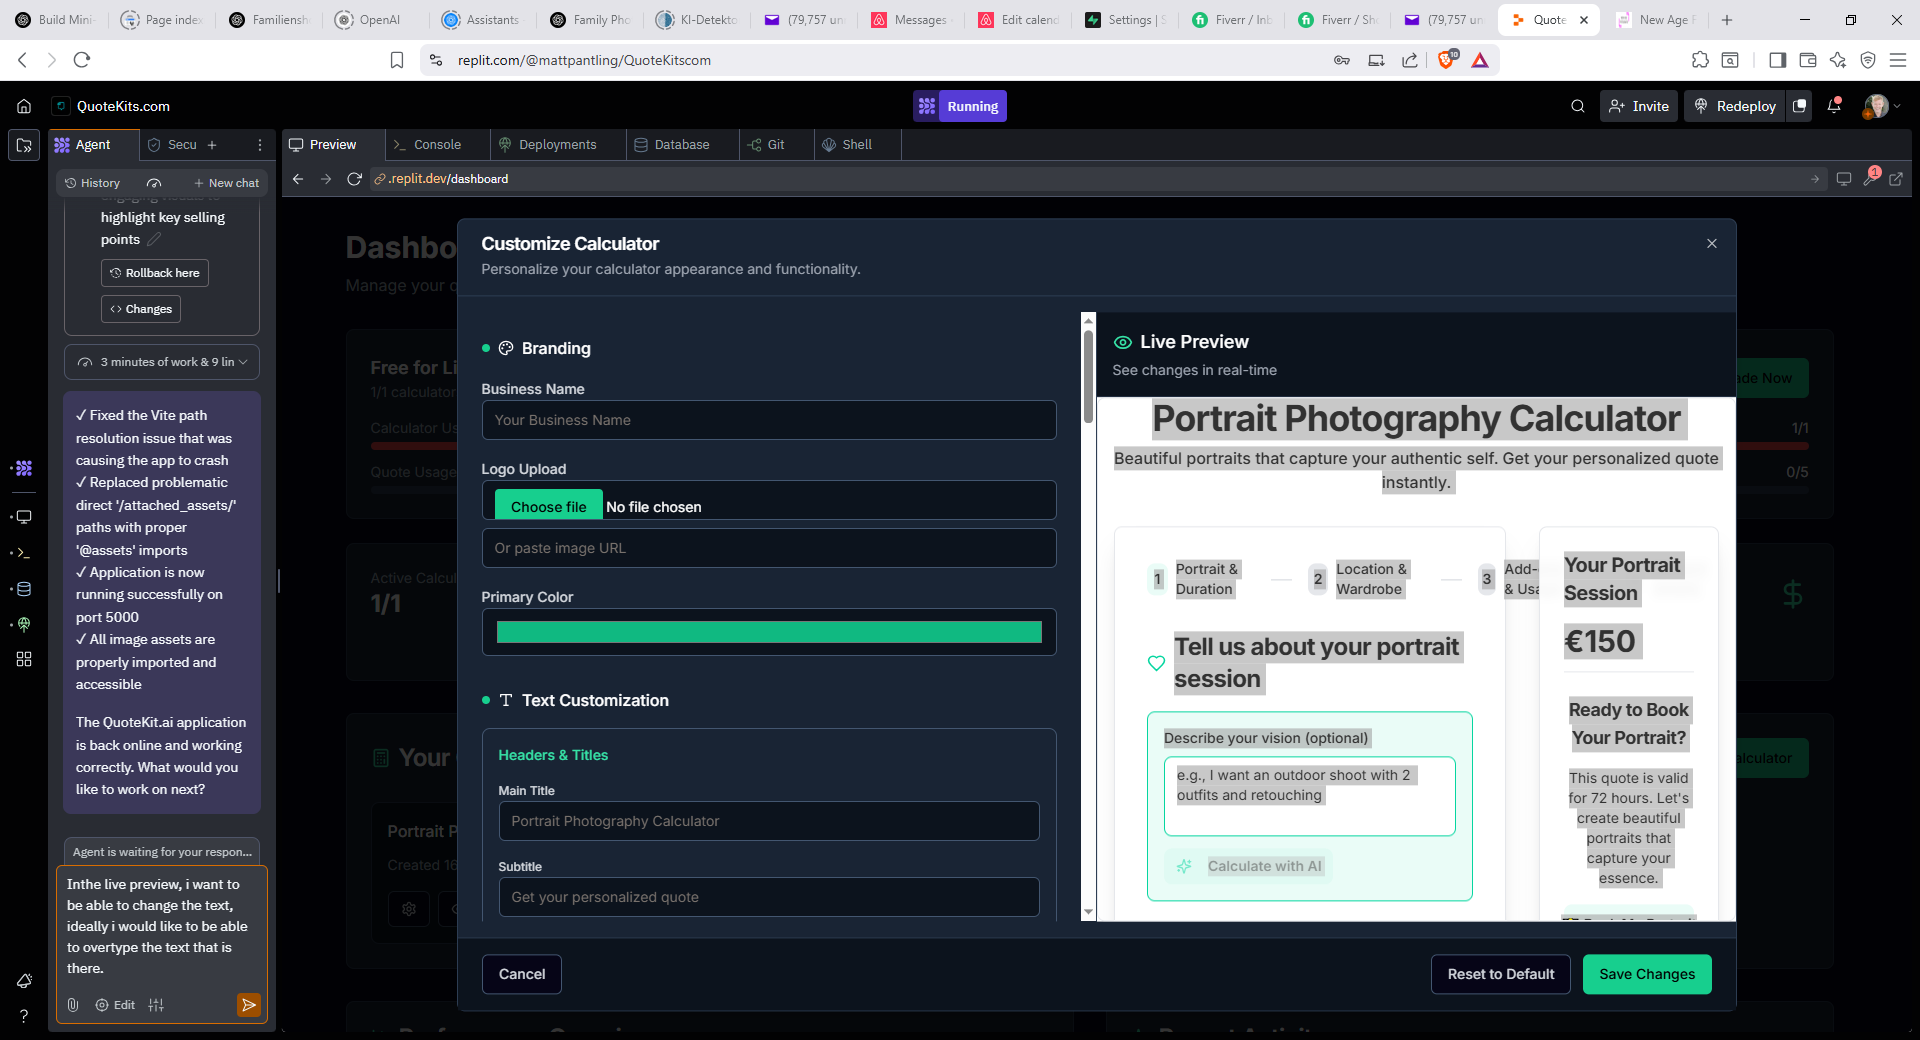 Build Mini-
Page index
Familiensh
OpenAI
Assistants
Family Pho
KI-Detekto
(79,757 un
Messages
Edit calend
Settings | S
Fiverr / Inb
Fiverr / Sho
(79,757 un
Quote
New Age F
replit.com/@mattpantling/QuoteKitscom
10
QuoteKits.com
Running
Invite
Redeploy
Agent
Secu
Preview
Console
Deployments
Database
Git
Shell
History
New chat
.replit.dev/dashboard
1
highlight key selling
points
Rollback here
Changes
3 minutes of work & 9 lin
✓ Fixed the Vite path
resolution issue that was
causing the app to crash
✓ Replaced problematic
direct '/attached_assets/'
paths with proper
'@assets' imports
✓ Application is now
running successfully on
port 5000
✓ All image assets are
properly imported and
accessible
The QuoteKit.ai application
is back online and working
correctly. What would you
like to work on next?
Agent is waiting for your respon...
Inthe live preview, i want to
be able to change the text,
ideally i would like to be able
to overtype the text that is
there.
Edit
Dashbo
Manage your q
Free for Li
1/1 calculator
Calculator Us
Quote Usage
Active Calcul
1/1
Your
Portrait P
Created 16
ade Now
1/1
0/5
alculator
Customize Calculator
Personalize your calculator appearance and functionality.
Branding
Business Name
Your Business Name
Logo Upload
Choose file No file chosen
Or paste image URL
Primary Color
Text Customization
Headers & Titles
Main Title
Portrait Photography Calculator
Subtitle
Get your personalized quote
Live Preview
See changes in real-time
Portrait Photography Calculator
Beautiful portraits that capture your authentic self. Get your personalized quote
instantly.
1 Portrait &
Duration
2 Location &
Wardrobe
3 Add-
& Usa
Tell us about your portrait
session
Describe your vision (optional)
e.g., I want an outdoor shoot with 2
outfits and retouching
Calculate with AI
Your Portrait
Session
€150
Ready to Book
Your Portrait?
This quote is valid
for 72 hours. Let's
create beautiful
portraits that
capture your
essence.
Cancel
Reset to Default
Save Changes